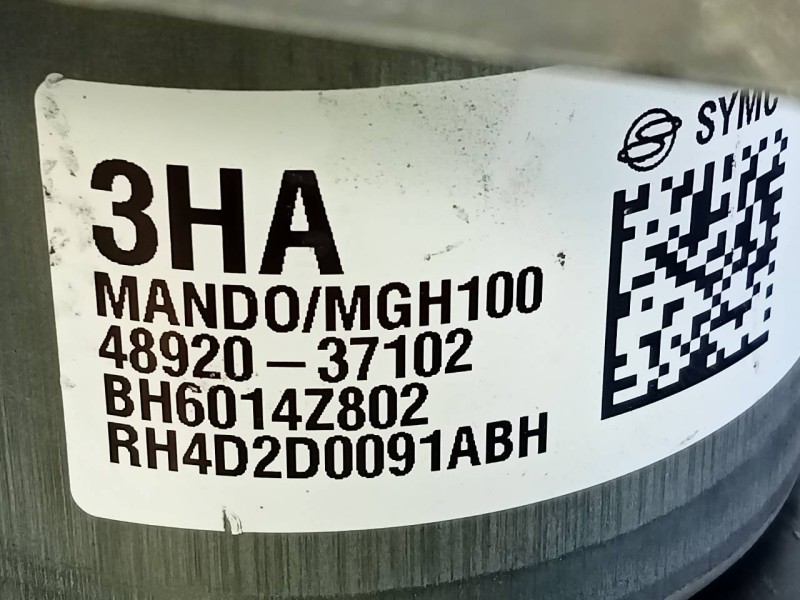 SYMC
3HA
MANDO/MGH100
48920-37102
BH6014Z802
RH4D2D0091ABH